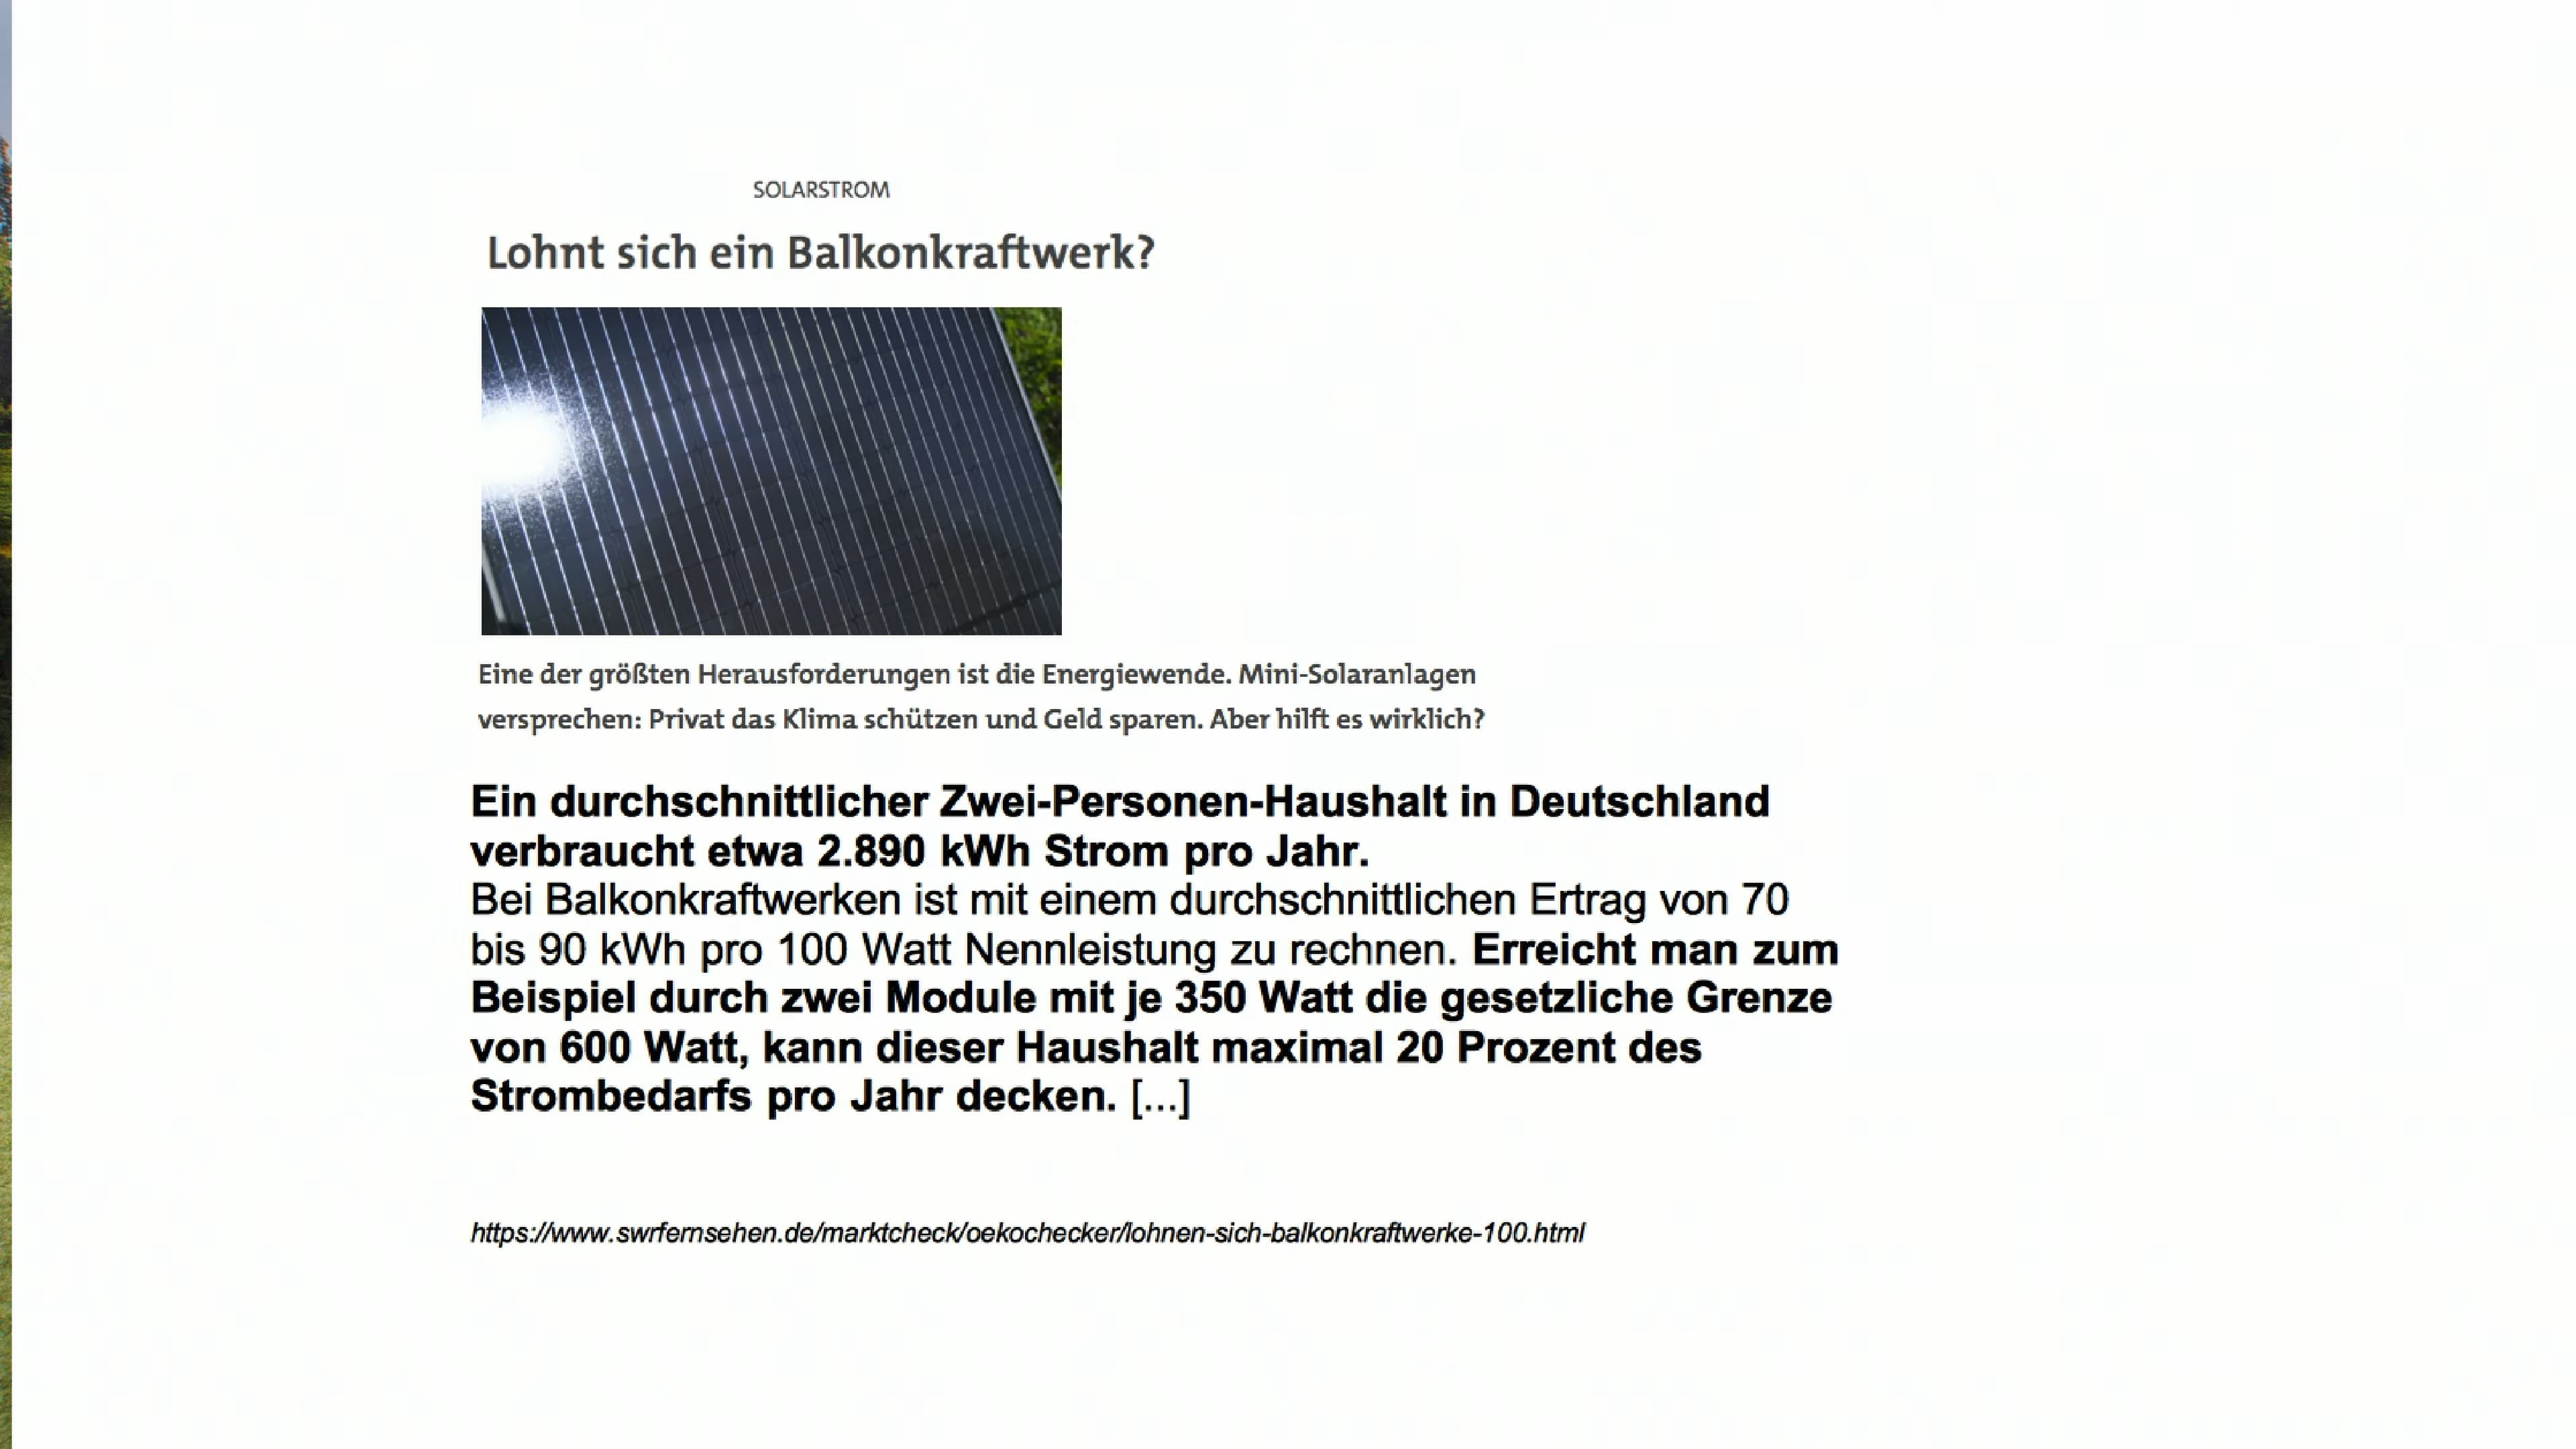 SOLARSTROM
Lohnt sich ein Balkonkraftwerk?
Eine der größten Herausforderungen ist die Energiewende. Mini-Solaranlagen
versprechen: Privat das Klima schützen und Geld sparen. Aber hilft es wirklich?
Ein durchschnittlicher Zwei-Personen-Haushalt in Deutschland
verbraucht etwa 2.890 kWh Strom pro Jahr.
Bei Balkonkraftwerken ist mit einem durchschnittlichen Ertrag von 70
bis 90 kWh pro 100 Watt Nennleistung zu rechnen. Erreicht man zum
Beispiel durch zwei Module mit je 350 Watt die gesetzliche Grenze
von 600 Watt, kann dieser Haushalt maximal 20 Prozent des
Strombedarfs pro Jahr decken. [...]
https://www.swrfernsehen.de/marktcheck/oekochecker/lohnen-sich-balkonkraftwerke-100.html